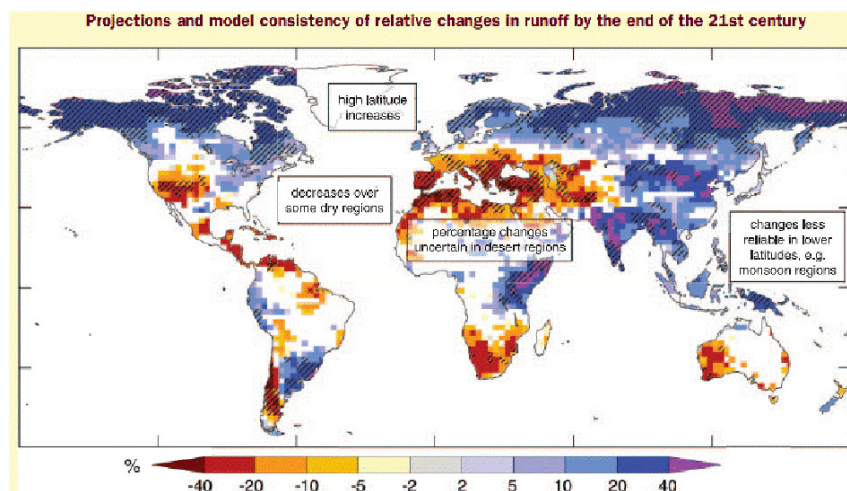 Projections and model consistency of relative changes in runoff by the end of the 21st century
high latitude
increases
decreases over
some dry regions
percentage changes
uncertain in desert regions
changes less
reliable in lower
latitudes, e.g.
monsoon regions
% -40 -20 -10 -5 -2 2 5 10 20 40